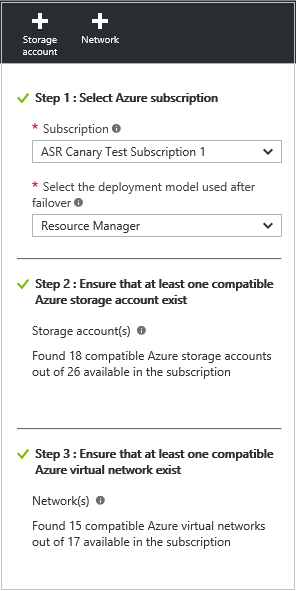 Storage account
Network
Step 1 : Select Azure subscription
* Subscription
ASR Canary Test Subscription 1
* Select the deployment model used after
failover
Resource Manager
Step 2 : Ensure that at least one compatible
Azure storage account exist
Storage account(s)
Found 18 compatible Azure storage accounts
out of 26 available in the subscription
Step 3 : Ensure that at least one compatible
Azure virtual network exist
Network(s)
Found 15 compatible Azure virtual networks
out of 17 available in the subscription